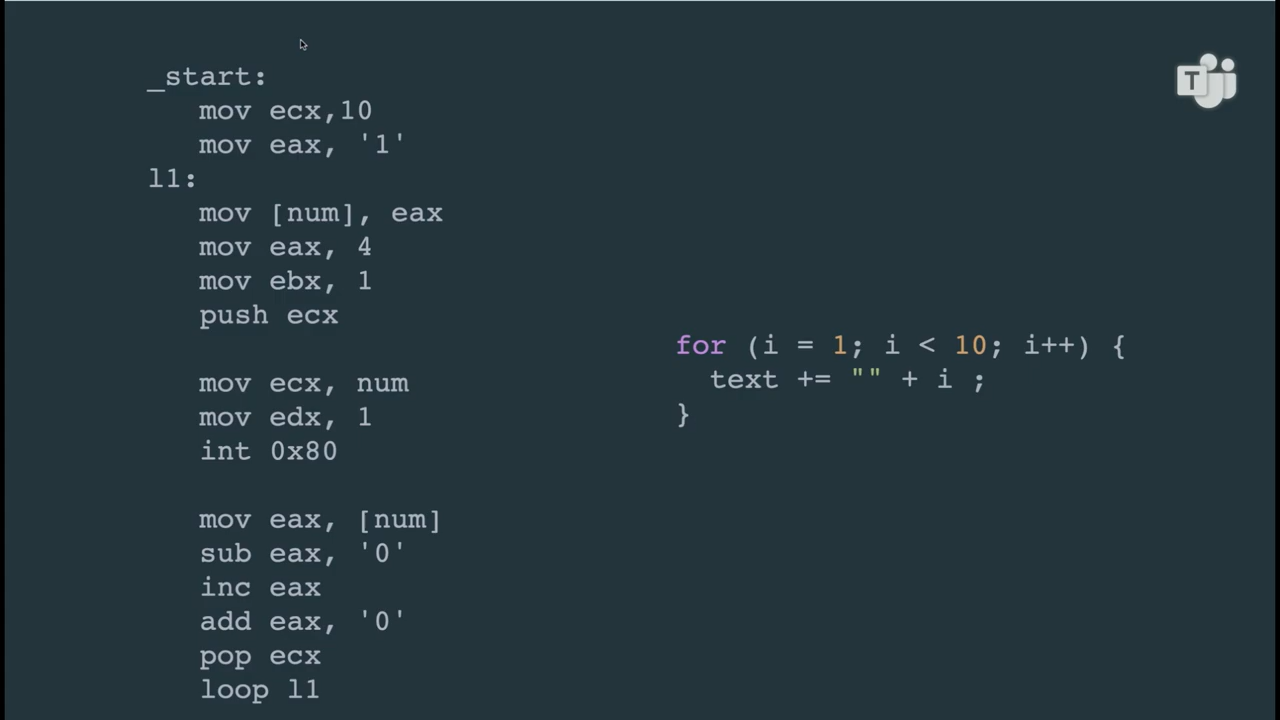 _start:
mov ecx,10
mov eax, '1'
l1:
mov [num], eax
mov eax, 4
mov ebx, 1
push ecx
mov ecx, num
mov edx, 1
int 0x80
mov eax, [num]
sub eax, '0'
inc eax
add eax, '0'
pop ecx
loop l1
for (i = 1; i < 10; i++) {
text += "" + i ;
}
T